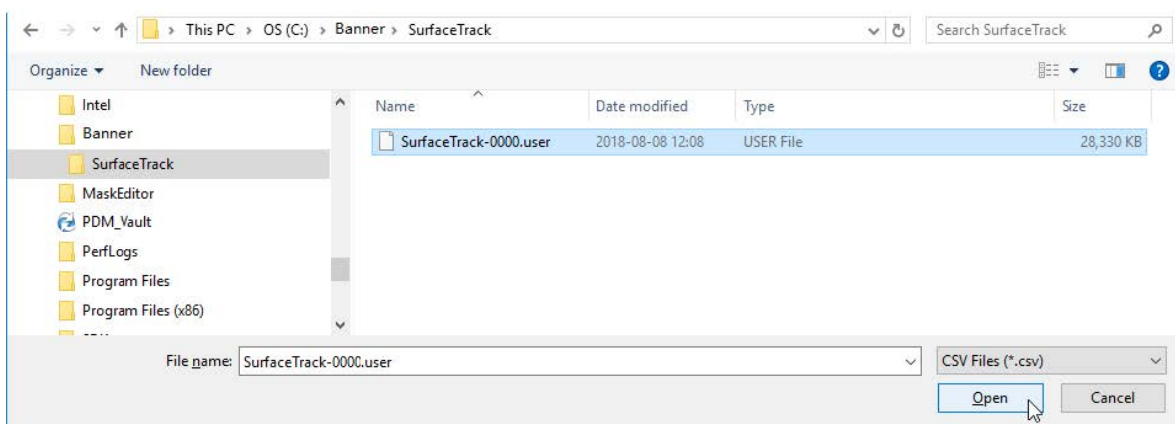 This PC > OS (C:) > Banner > SurfaceTrack Search SurfaceTrack
Organize New folder
Name Date modified Type Size
SurfaceTrack-0000.user 2018-08-08 12:08 USER File 28,330 KB
Intel
Banner
SurfaceTrack
MaskEditor
PDM_Vault
PerfLogs
Program Files
Program Files (x86)
File name: SurfaceTrack-0000.user CSV Files (*.csv)
Open Cancel